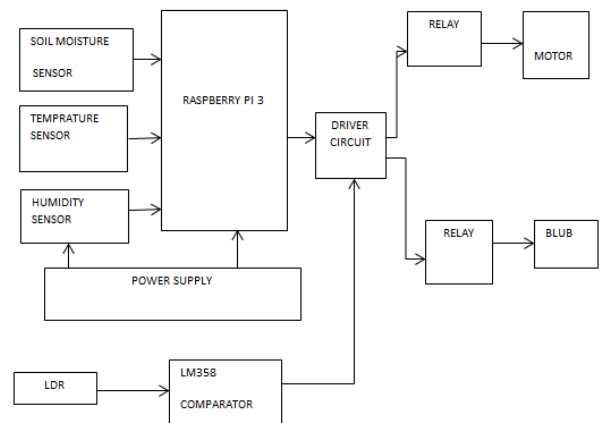 SOIL MOISTURE
SENSOR
TEMPRATURE
SENSOR
HUMIDITY
SENSOR
RASPBERRY PI 3
POWER SUPPLY
DRIVER
CIRCUIT
RELAY
MOTOR
RELAY
BLUB
LDR
LM358
COMPARATOR